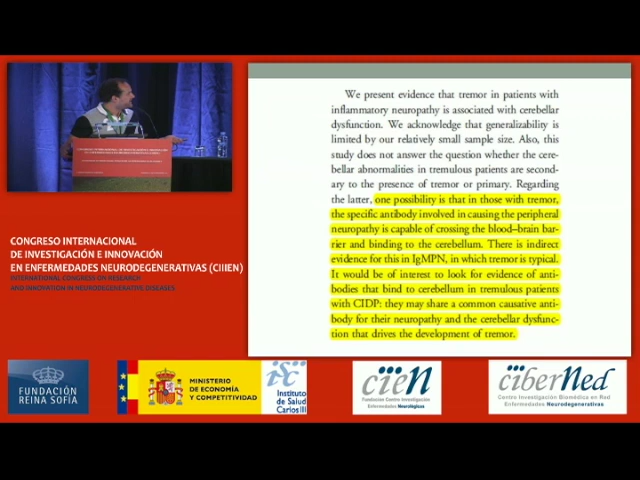 We present evidence that tremor in patients with
inflammatory neuropathy is associated with cerebellar
dysfunction. We acknowledge that generalizability is
limited by our relatively small sample size. Also, this
study does not answer the question whether the cere-
bellar abnormalities in tremulous patients are second-
ary to the presence of tremor or primary. Regarding
the latter, one possibility is that in those with tremor,
the specific antibody involved in causing the peripheral
neuropathy is capable of crossing the blood–brain bar-
rier and binding to the cerebellum. There is indirect
evidence for this in IgMPN, in which tremor is typical.
It would be of interest to look for evidence of anti-
bodies that bind to cerebellum in tremulous patients
with CIDP: they may share a common causative anti-
body for their neuropathy and the cerebellar dysfunc-
tion that drives the development of tremor.
CONGRESO INTERNACIONAL
DE INVESTIGACIÓN E INNOVACIÓN
EN ENFERMEDADES NEURODEGENERATIVAS (CIIIEN)
INTERNATIONAL CONGRESS ON RESEARCH
AND INNOVATION IN NEURODEGENERATIVE DISEASES
FUNDACIÓN
REINA SOFÍA
MINISTERIO
DE ECONOMÍA
Y COMPETITIVIDAD
isc
Instituto
de Salud
Carlos III
cien
Fundación Centro Investigación
Enfermedades Neurológicas
ciberned
Centro Investigación Biomédica en Red
Enfermedades Neurodegenerativas